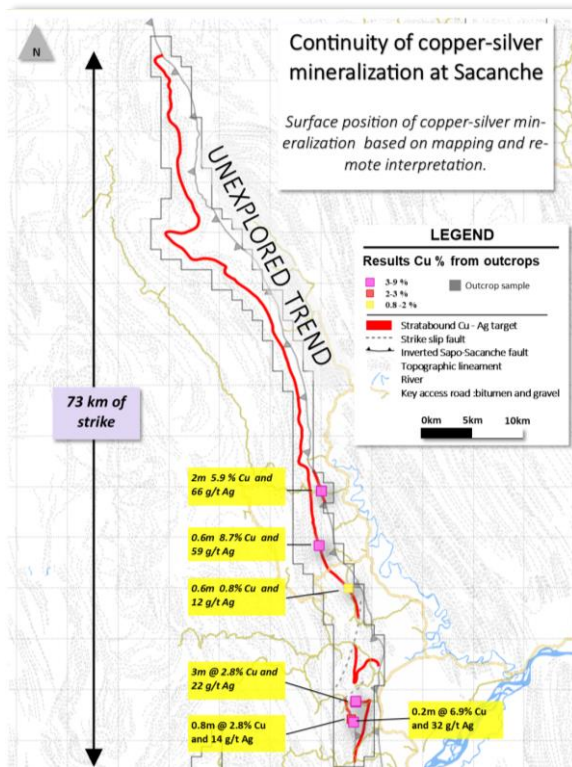 N
Continuity of copper-silver
mineralization at Sacanche
Surface position of copper-silver min-
eralization based on mapping and re-
mote interpretation.
UNEXPLORED TREND
LEGEND
Results Cu % from outcrops
3-9 %
Outcrop sample
2-3 %
0.8-2 %
Stratabound Cu - Ag target
Strike slip fault
Inverted Sapo-Sacanche fault
Topographic lineament
River
Key access road :bitumen and gravel
0km 5km 10km
73 km of
strike
2m 5.9 % Cu and
66 g/t Ag
0.6m 8.7% Cu and
59 g/t Ag
0.6m 0.8% Cu and
12 g/t Ag
3m @ 2.8% Cu and
22 g/t Ag
0.8m @ 2.8% Cu
and 14 g/t Ag
0.2m @ 6.9% Cu
and 32 g/t Ag